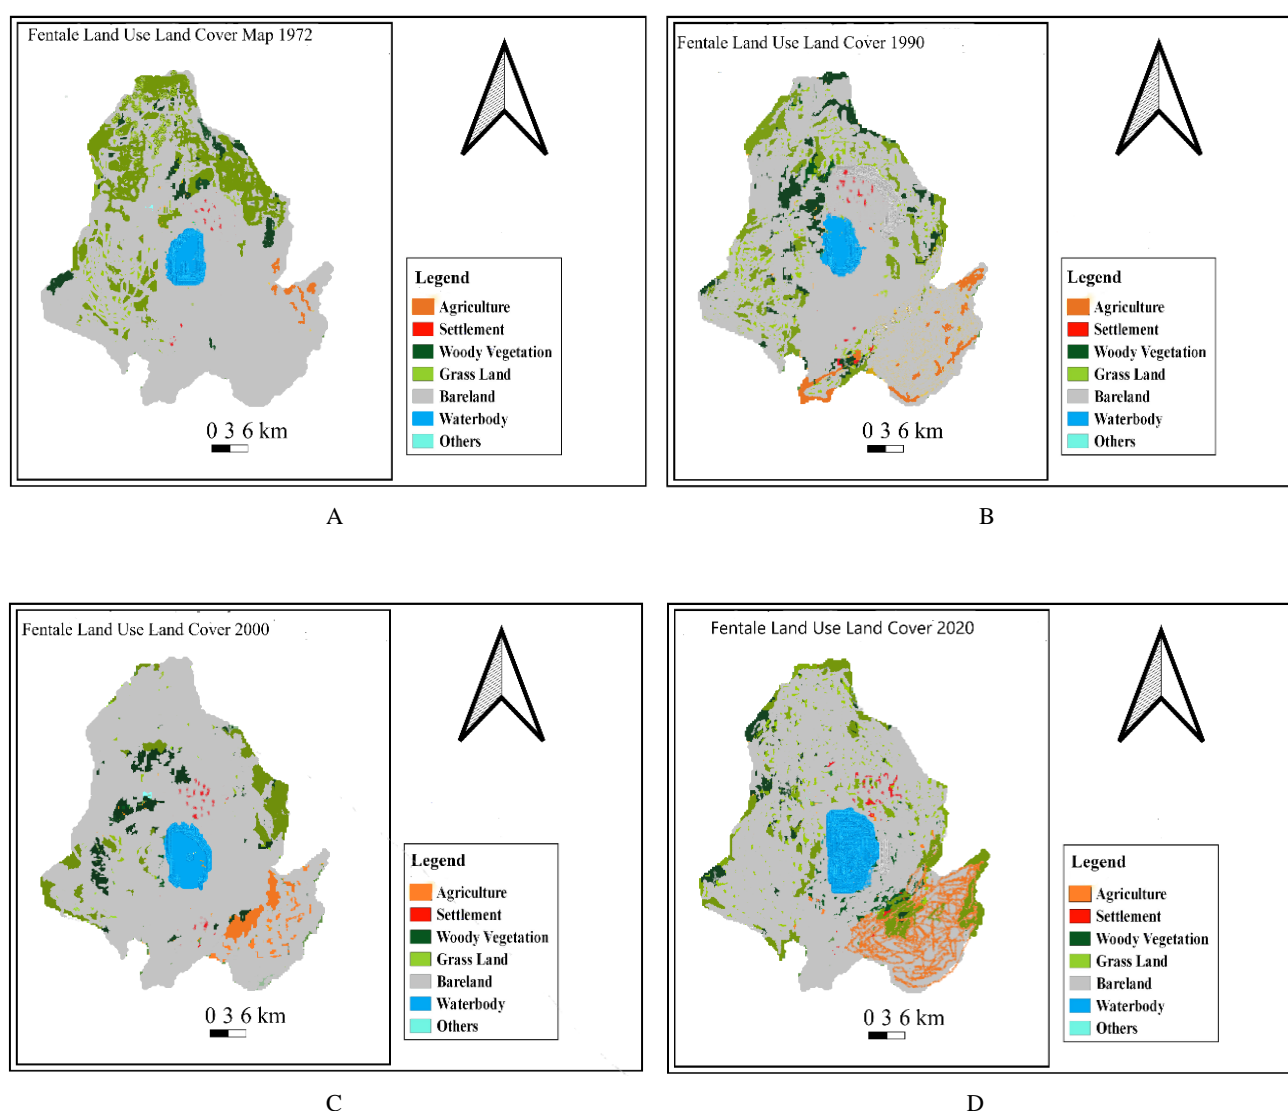 Fentale Land Use Land Cover Map 1972
Legend
Agriculture
Settlement
Woody Vegetation
Grass Land
Bareland
Waterbody
Others
0 3 6 km
A
Fentale Land Use Land Cover 1990
Legend
Agriculture
Settlement
Woody Vegetation
Grass Land
Bareland
Waterbody
Others
0 3 6 km
B
Fentale Land Use Land Cover 2000
Legend
Agriculture
Settlement
Woody Vegetation
Grass Land
Bareland
Waterbody
Others
0 3 6 km
C
Fentale Land Use Land Cover 2020
Legend
Agriculture
Settlement
Woody Vegetation
Grass Land
Bareland
Waterbody
Others
0 3 6 km
D